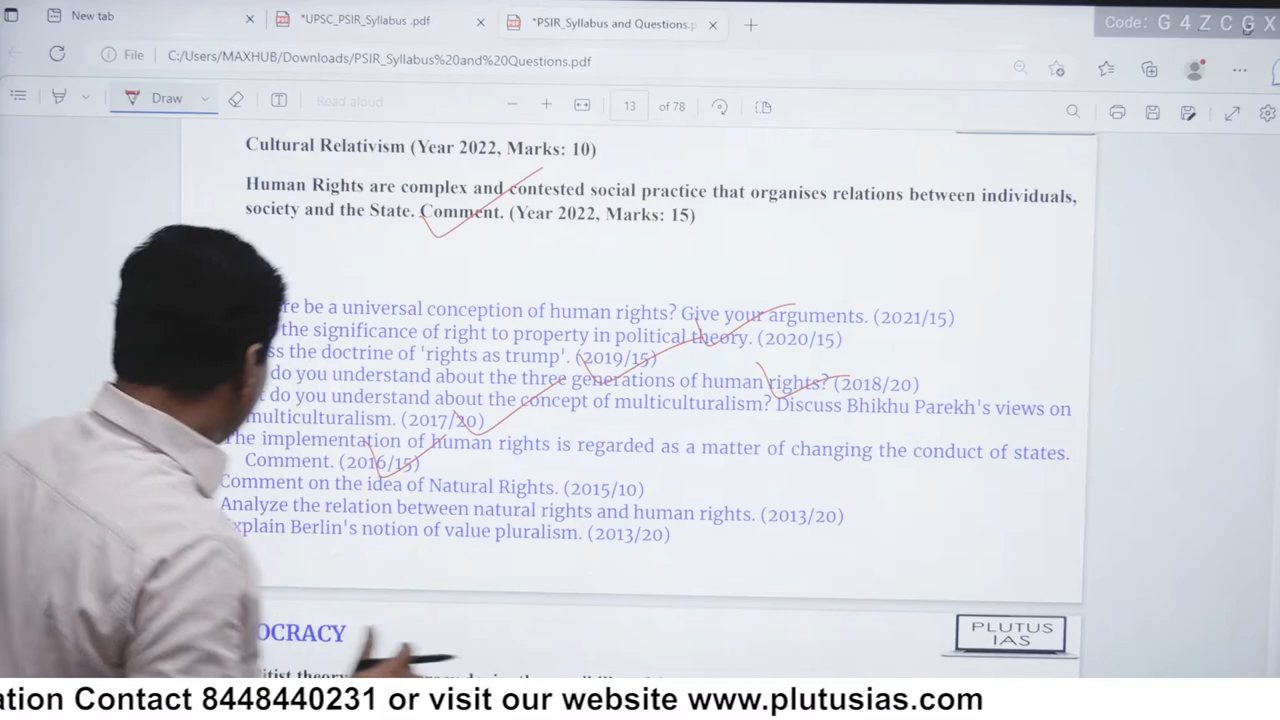 New tab
*UPSC_PSIR_Syllabus .pdf
*PSIR_Syllabus and Questions.p
Code: G 4 Z C G X
File
C:/Users/MAXHUB/Downloads/PSIR_Syllabus%20and%20Questions.pdf
Draw
Read aloud
13 of 78
Cultural Relativism (Year 2022, Marks: 10)
Human Rights are complex and contested social practice that organises relations between individuals,
society and the State. Comment. (Year 2022, Marks: 15)
re be a universal conception of human rights? Give your arguments. (2021/15)
the significance of right to property in political theory. (2020/15)
ss the doctrine of 'rights as trump'. (2019/15)
do you understand about the three generations of human rights? (2018/20)
do you understand about the concept of multiculturalism? Discuss Bhikhu Parekh's views on
multiculturalism. (2017/20)
The implementation of human rights is regarded as a matter of changing the conduct of states.
Comment. (2016/15)
Comment on the idea of Natural Rights. (2015/10)
Analyze the relation between natural rights and human rights. (2013/20)
xplain Berlin's notion of value pluralism. (2013/20)
OCRACY
PLUTUS
IAS
ation Contact 8448440231 or visit our website www.plutusias.com